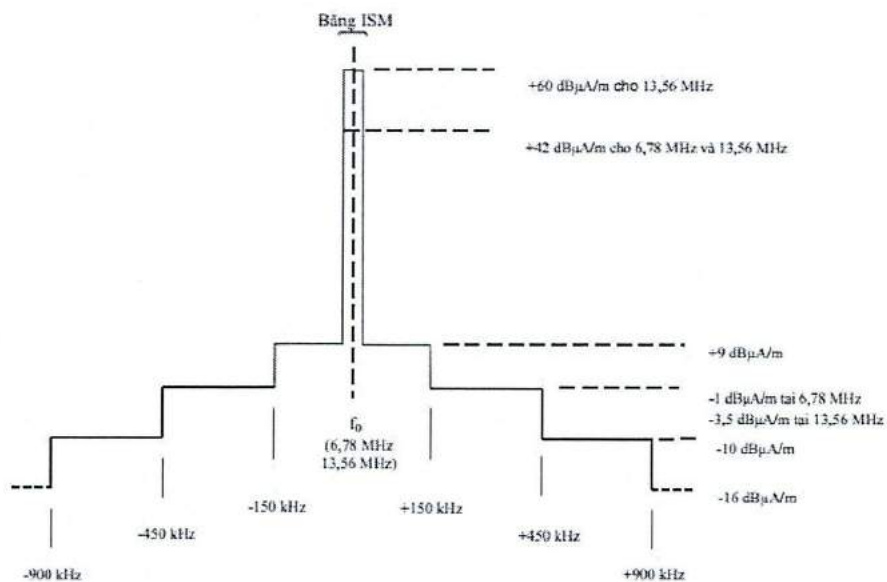 Băng ISM
+60 dBµA/m cho 13,56 MHz
+42 dBµA/m cho 6,78 MHz và 13,56 MHz
+9 dBµA/m
-1 dBµA/m tại 6,78 MHz
-3,5 dBµA/m tại 13,56 MHz
-10 dBµA/m
-16 dBµA/m
f₀
(6,78 MHz
13,56 MHz)
-150 kHz
+150 kHz
-450 kHz
+450 kHz
-900 kHz
+900 kHz